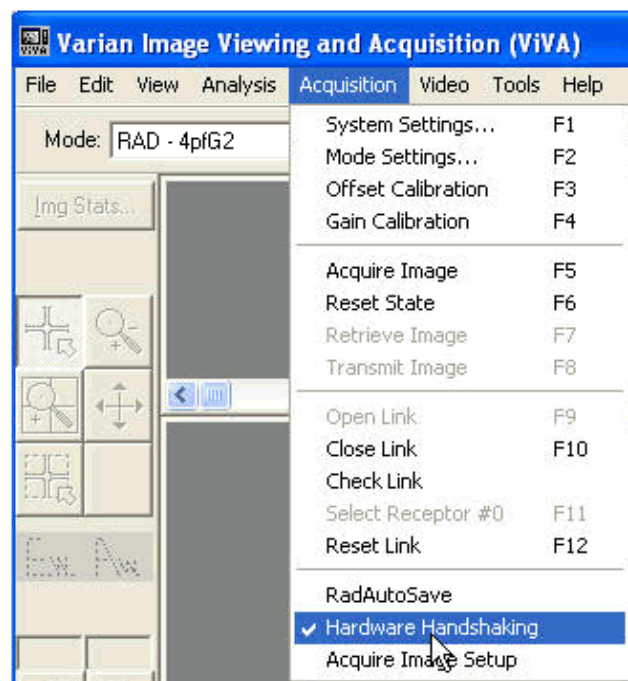 Varian Image Viewing and Acquisition (ViVA)
File Edit View Analysis Acquisition Video Tools Help
Mode: RAD - 4pfG2
Img Stats...
System Settings... F1
Mode Settings... F2
Offset Calibration F3
Gain Calibration F4
Acquire Image F5
Reset State F6
Retrieve Image F7
Transmit Image F8
Open Link F9
Close Link F10
Check Link
Select Receptor #0 F11
Reset Link F12
RadAutoSave
Hardware Handshaking
Acquire Image Setup